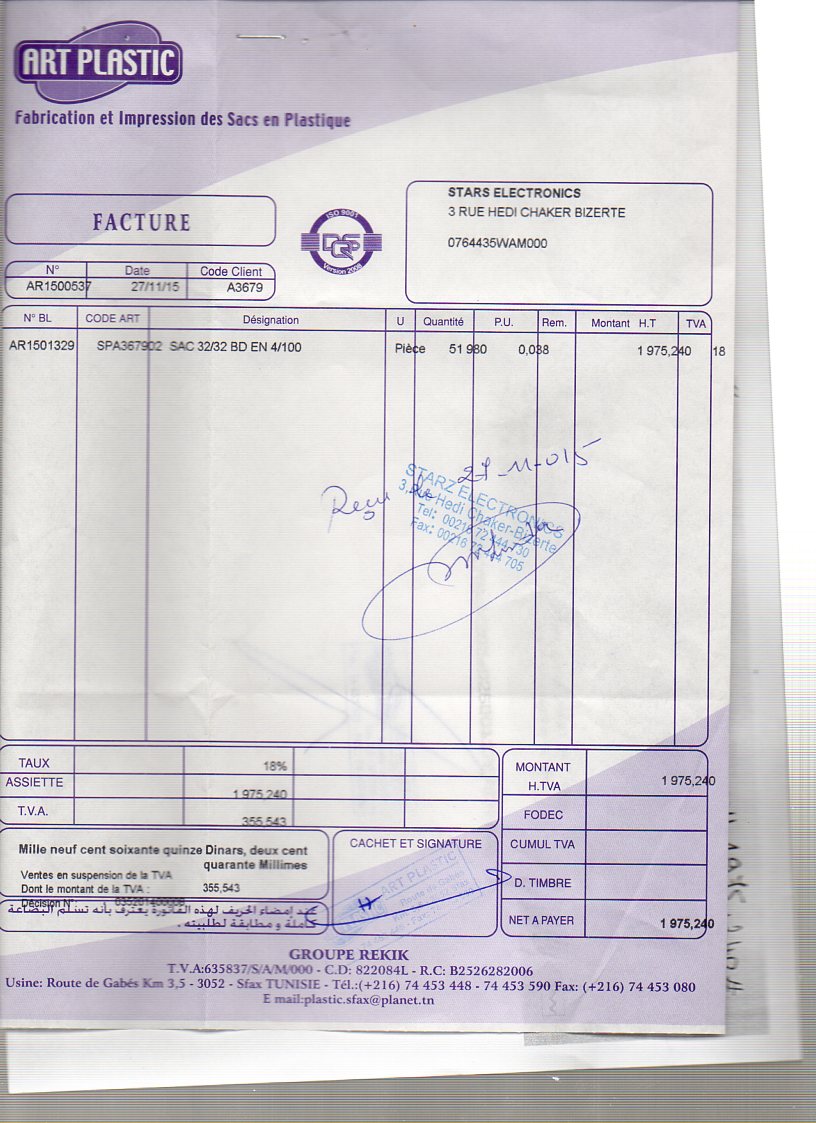 ART PLASTIC
Fabrication et Impression des Sacs en Plastique
FACTURE
ISO 9001
Version 2008
STARS ELECTRONICS
3 RUE HEDI CHAKER BIZERTE
0764435WAM000
N° Date Code Client
AR1500537 27/11/15 A3679
N° BL CODE ART Désignation U Quantité P.U. Rem. Montant H.T TVA
AR1501329 SPA367902 SAC 32/32 BD EN 4/100 Pièce 51 980 0,038 1 975,240 18
Reçu le 27-11-015
STARZ ELECTRONICS
3, Rue Hedi Chaker-Bizerte
Tel: 00216 72 444 730
Fax: 00216 72 444 705
TAUX 18%
ASSIETTE 1 975,240
T.V.A. 355,543
MONTANT H.TVA 1 975,240
FODEC
CUMUL TVA
D. TIMBRE
NET A PAYER 1 975,240
Mille neuf cent soixante quinze Dinars, deux cent
quarante Millimes
Ventes en suspension de la TVA
Dont le montant de la TVA : 355,543
Décision N°
عند إمضاء الحريف لهذه الفاتورة يعترف بأنه تسلم البضاعة
كاملة و مطابقة لطلبيته .
CACHET ET SIGNATURE
ART PLASTIC
GROUPE REKIK
T.V.A:635837/S/A/M/000 - C.D: 822084L - R.C: B2526282006
Usine: Route de Gabés Km 3,5 - 3052 - Sfax TUNISIE - Tél.:(+216) 74 453 448 - 74 453 590 Fax: (+216) 74 453 080
E mail:plastic.sfax@planet.tn